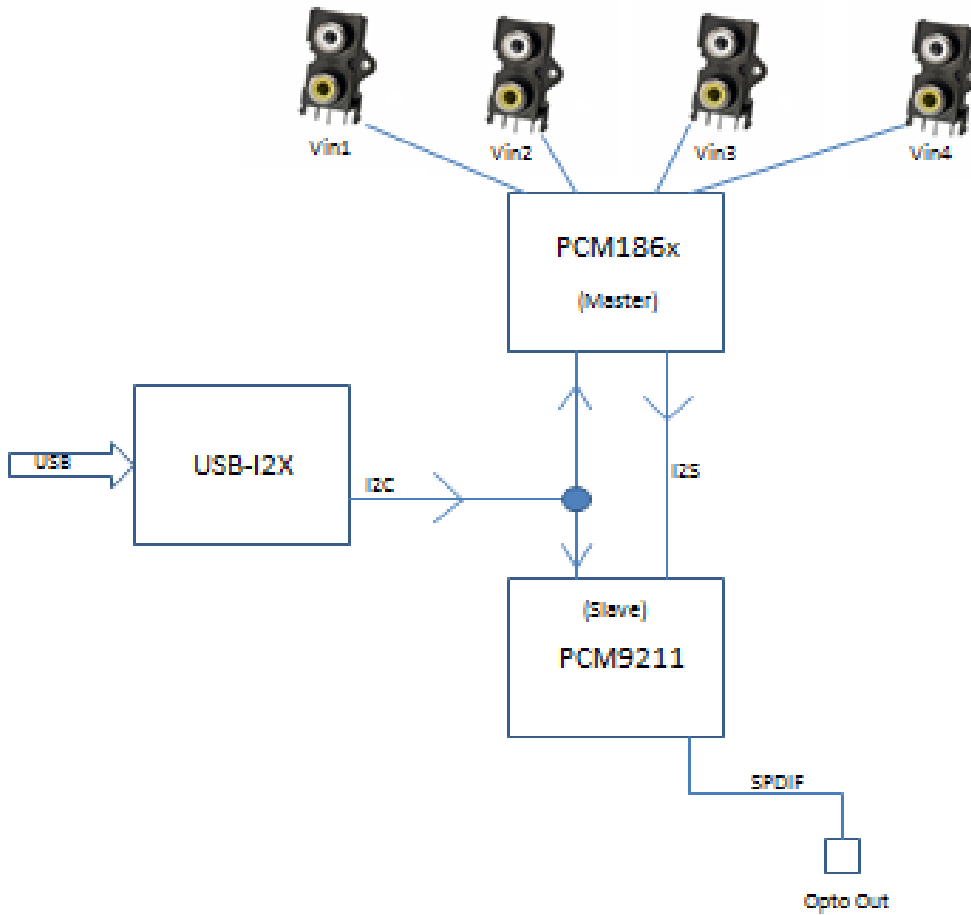 Vin1
Vin2
Vin3
Vin4
PCM186x
(Master)
USB
USB-I2X
I2C
I2S
(Slave)
PCM9211
SPDIF
Opto Out